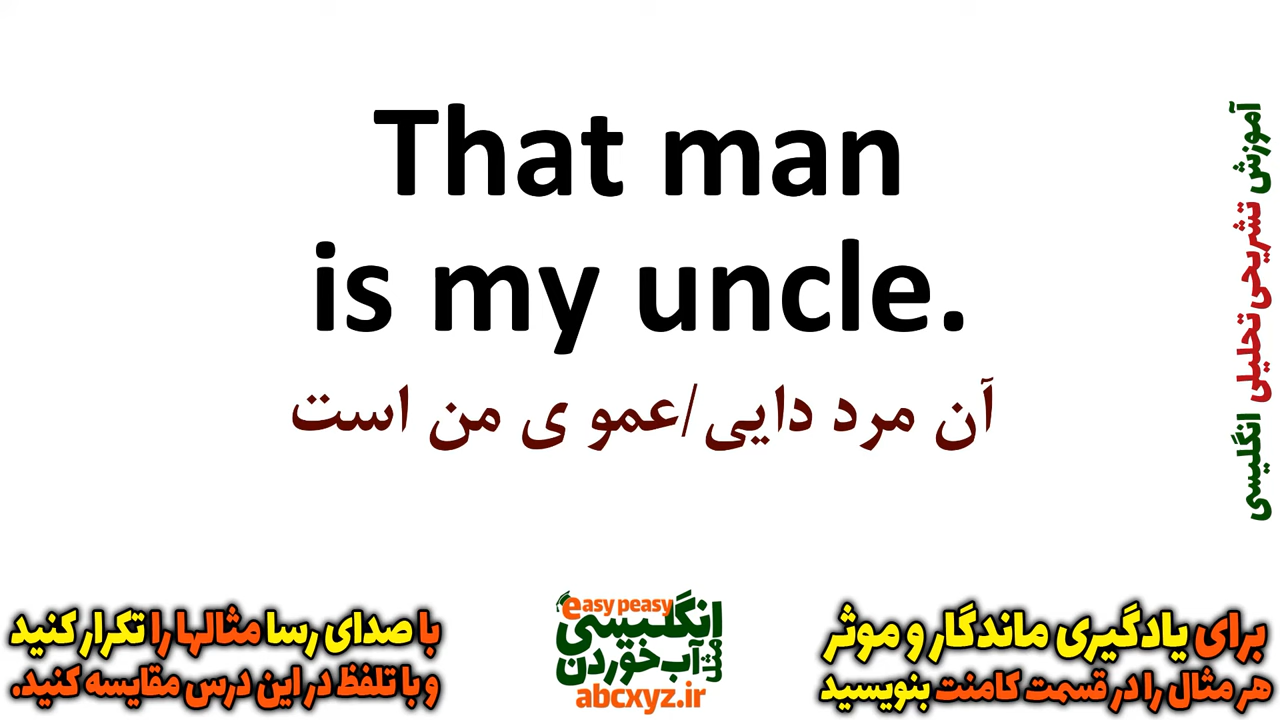 That man
is my uncle.
آن مرد دایی/عمو ی من است
آموزش تشریحی تحلیلی انگلیسی
با صدای رسا مثالها را تکرار کنید
و با تلفظ در این درس مقایسه کنید.
easy peasy
انگلیسی
مثل آب خوردن
abcxyz.ir
برای یادگیری ماندگار و موثر
هر مثال را در قسمت کامنت بنویسید